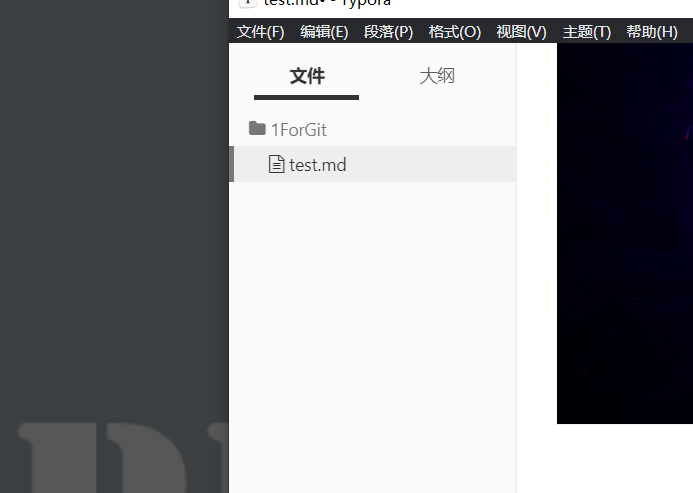 test.md• - Typora
文件(F) 编辑(E) 段落(P) 格式(O) 视图(V) 主题(T) 帮助(H)
文件 大纲
1ForGit
test.md